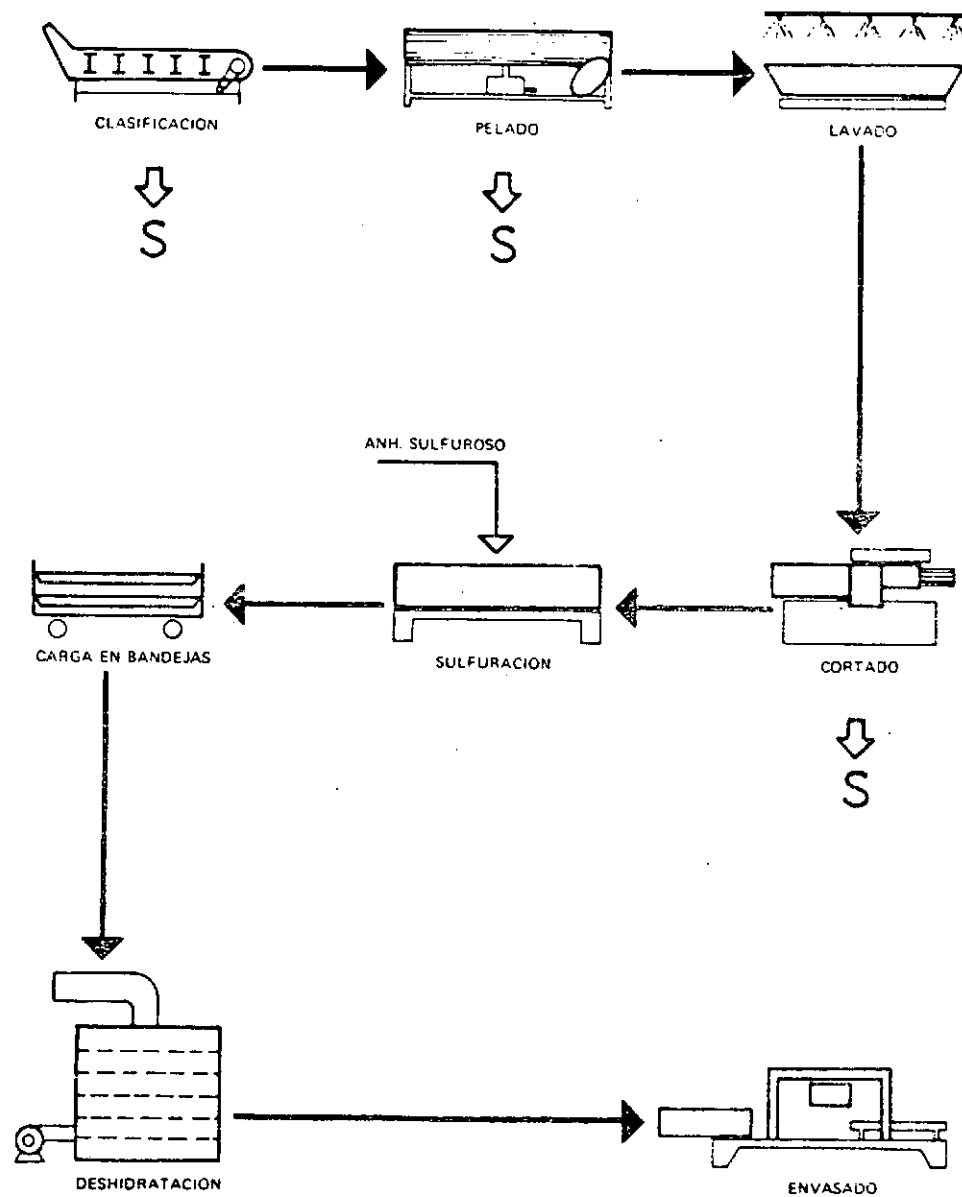 CLASIFICACION
PELADO
LAVADO
S
S
ANH. SULFUROSO
CARGA EN BANDEJAS
SULFURACION
CORTADO
S
DESHIDRATACION
ENVASADO